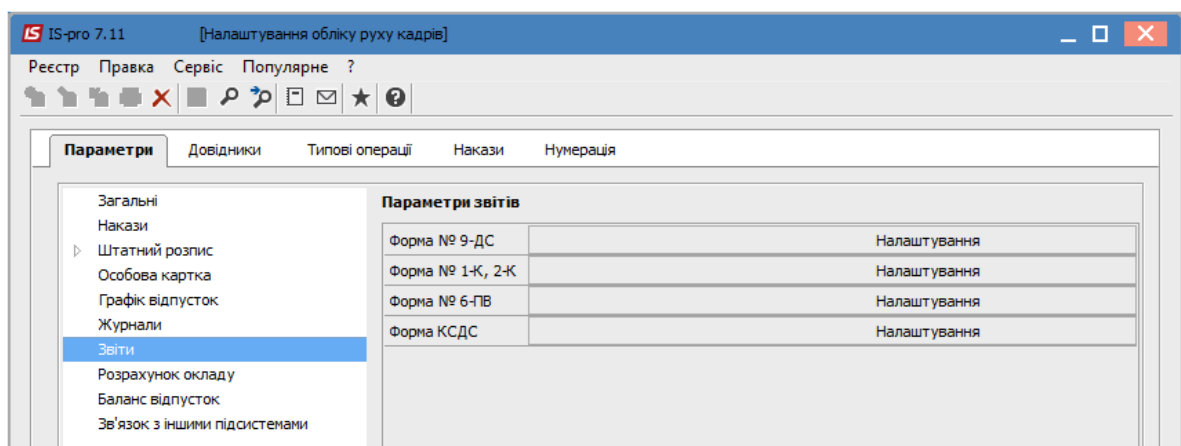 IS-pro 7.11 [Налаштування обліку руху кадрів]
Реєстр Правка Сервіс Популярне ?
Параметри Довідники Типові операції Накази Нумерація
Загальні
Накази
Штатний розпис
Особова картка
Графік відпусток
Журнали
Звіти
Розрахунок окладу
Баланс відпусток
Зв'язок з іншими підсистемами
Параметри звітів
Форма № 9-ДС Налаштування
Форма № 1-К, 2-К Налаштування
Форма № 6-ПВ Налаштування
Форма КСДС Налаштування